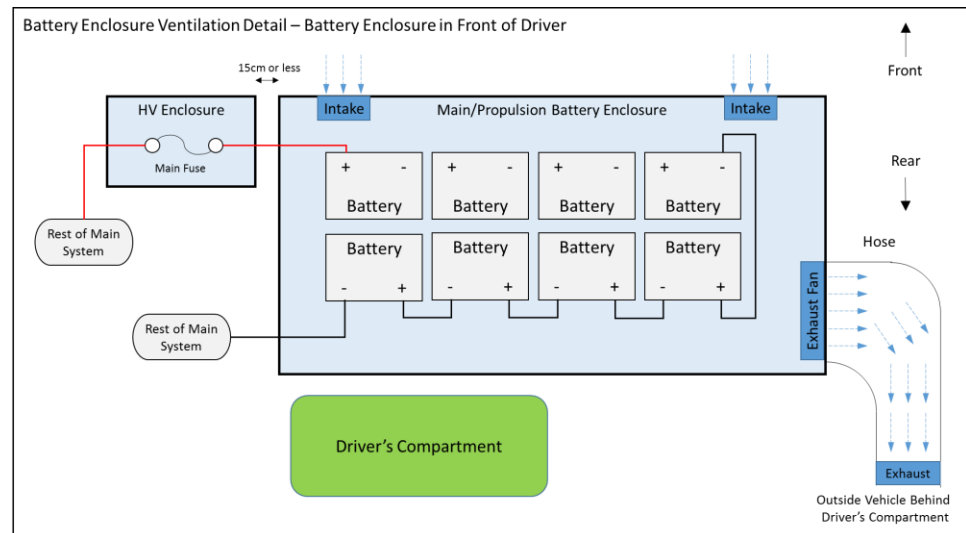 Battery Enclosure Ventilation Detail – Battery Enclosure in Front of Driver
Front
15cm or less
HV Enclosure
Main Fuse
Intake
Main/Propulsion Battery Enclosure
Intake
+ -
Battery
+ -
Battery
+ -
Battery
+ -
Battery
Rear
Rest of Main
System
Battery
- +
Battery
- +
Battery
- +
Battery
- +
Hose
Exhaust Fan
Rest of Main
System
Driver’s Compartment
Exhaust
Outside Vehicle Behind
Driver’s Compartment